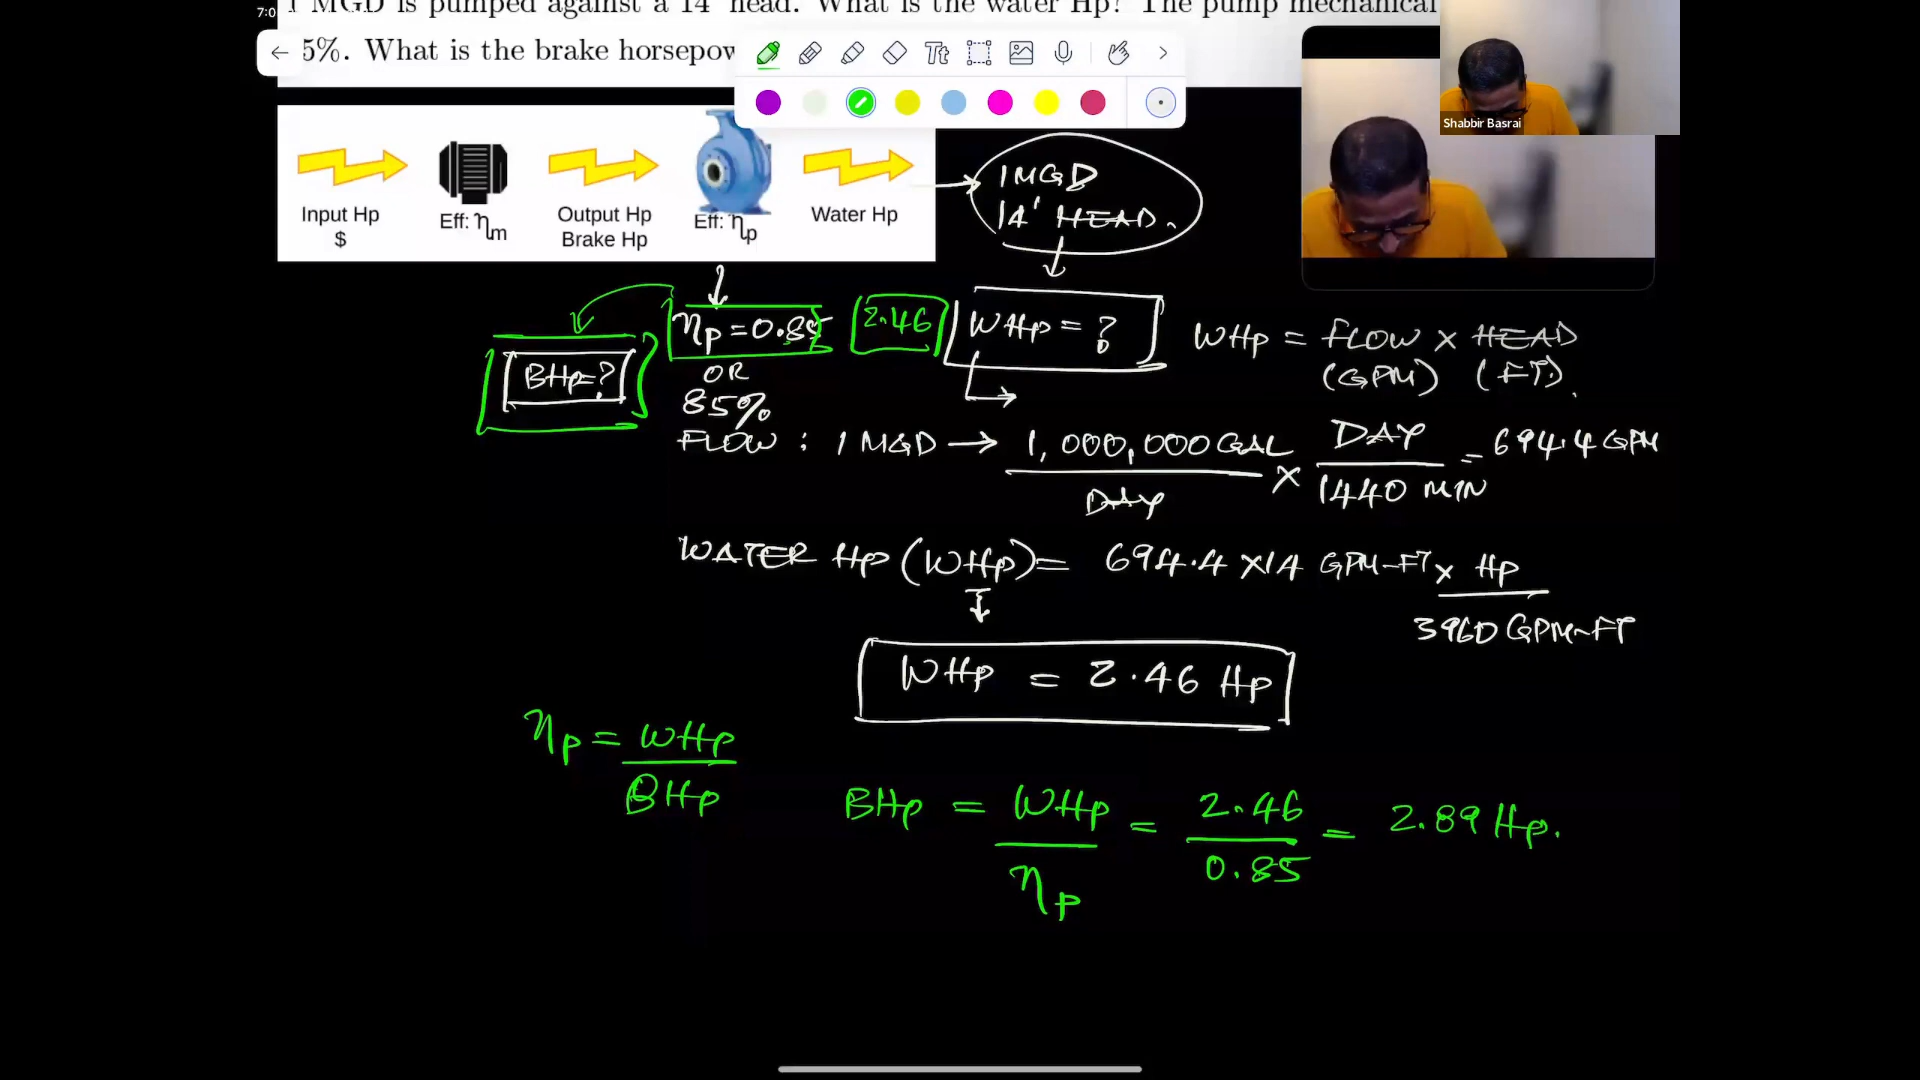 7:0
1 MGD is pumped against a 14' head. What is the water Hp? The pump mechanical
5%. What is the brake horsepow
Tt
Shabbir Basrai
Input Hp
$
Eff: ηm
Output Hp
Brake Hp
Eff: ηp
Water Hp
1 MGD
14' HEAD.
ηp = 0.85
OR
85%
BHp = ?
2.46
WHp = ?
WHp = FLOW x HEAD
(GPM) (FT).
FLOW : 1 MGD → 1,000,000 GAL / DAY x DAY / 1440 MIN = 694.4 GPM
WATER Hp (WHp) = 694.4 x 14 GPM-FT x Hp / 3960 GPM-FT
WHp = 2.46 Hp
ηp = WHp / BHp
BHp = WHp / ηp = 2.46 / 0.85 = 2.89 Hp.